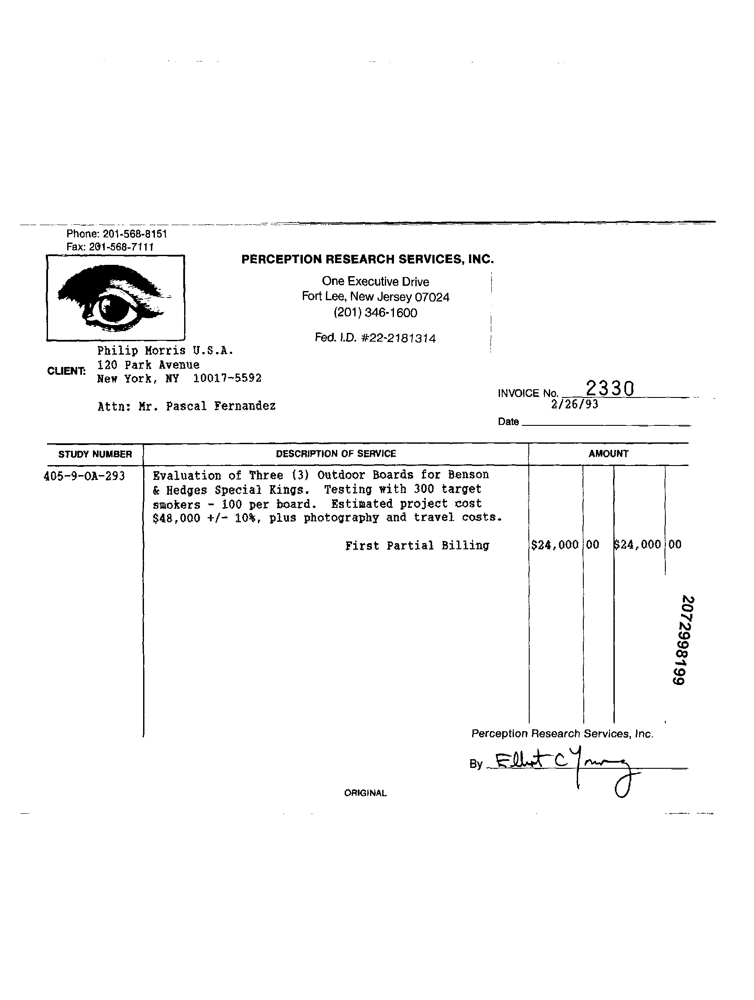 Phone: 201-568-8151
Fax: 201-568-7111
PERCEPTION RESEARCH SERVICES, INC.
One Executive Drive
Fort Lee, New Jersey 07024
(201) 346-1600
Fed. I.D. #22-2181314
CLIENT:
Philip Morris U.S.A.
120 Park Avenue
New York, NY 10017-5592
Attn: Mr. Pascal Fernandez
INVOICE No. 2330
Date 2/26/93
STUDY NUMBER DESCRIPTION OF SERVICE AMOUNT
405-9-OA-293 Evaluation of Three (3) Outdoor Boards for Benson
& Hedges Special Kings. Testing with 300 target
smokers - 100 per board. Estimated project cost
$48,000 +/- 10%, plus photography and travel costs.
First Partial Billing $24,000 00 $24,000 00
2072998199
Perception Research Services, Inc.
By Elliot C Young
ORIGINAL